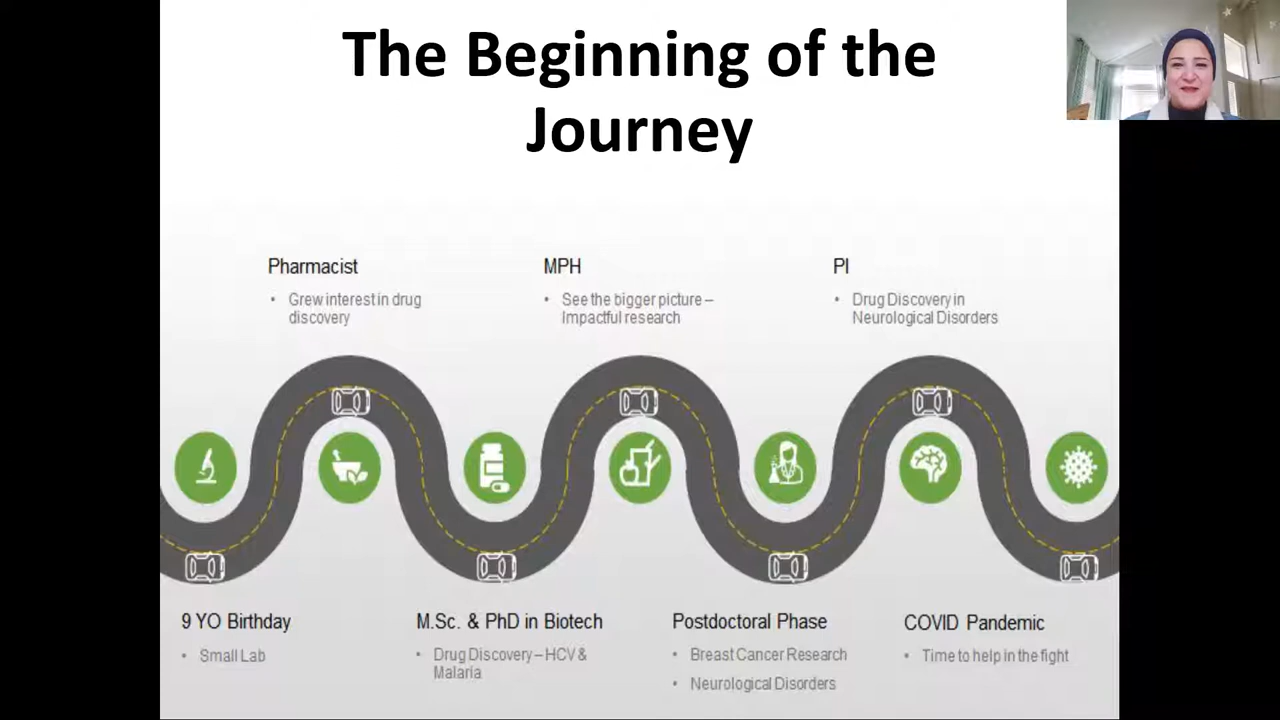 The Beginning of the
Journey
Pharmacist
• Grew interest in drug
discovery
MPH
• See the bigger picture –
Impactful research
PI
• Drug Discovery in
Neurological Disorders
9 YO Birthday
• Small Lab
M.Sc. & PhD in Biotech
• Drug Discovery – HCV &
Malaria
Postdoctoral Phase
• Breast Cancer Research
• Neurological Disorders
COVID Pandemic
• Time to help in the fight